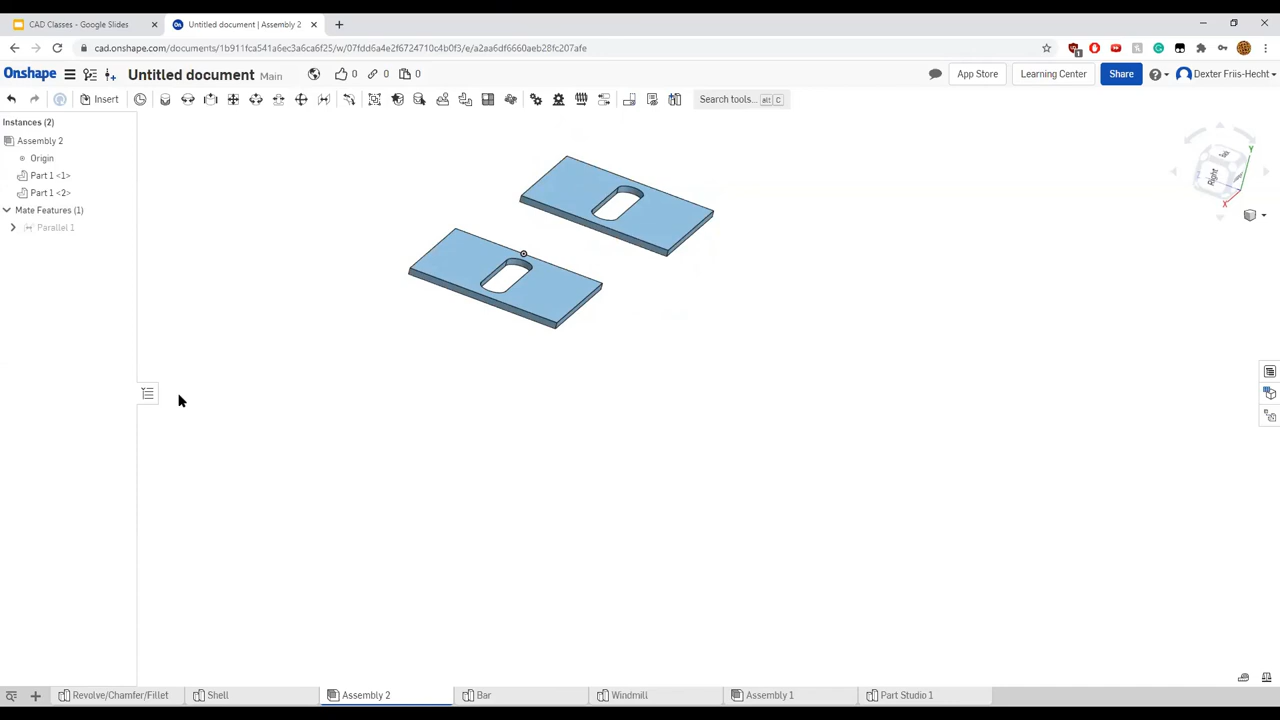 CAD Classes - Google Slides
Untitled document | Assembly 2
cad.onshape.com/documents/1b911fca541a6ec3a6ca6f25/w/07fdd6a4e2f6724710c4b0f3/e/a2aa6df6660aeb28fc207afe
Onshape
Untitled document Main
0 0 0
App Store
Learning Center
Share
Dexter Friis-Hecht
Insert
Search tools... alt C
Instances (2)
Assembly 2
Origin
Part 1 <1>
Part 1 <2>
Mate Features (1)
Parallel 1
Right
Y
X
Revolve/Chamfer/Fillet
Shell
Assembly 2
Bar
Windmill
Assembly 1
Part Studio 1